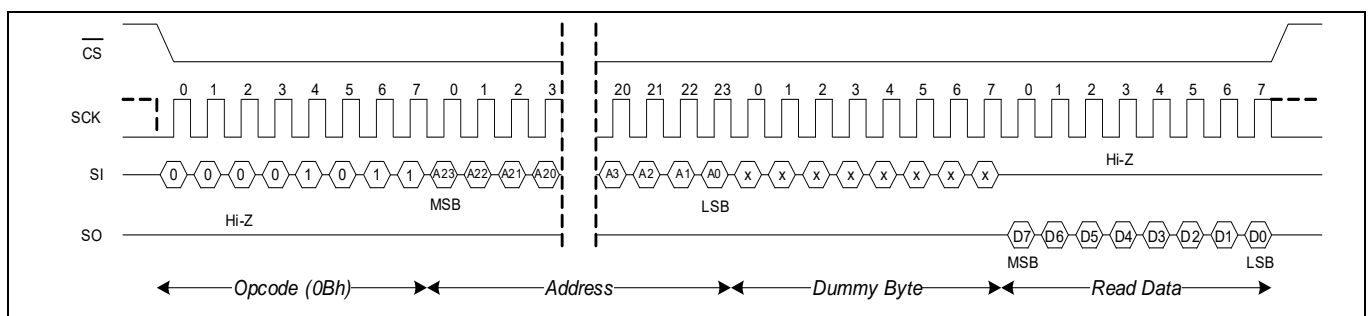 CS
0 1 2 3 4 5 6 7 0 1 2 3 20 21 22 23 0 1 2 3 4 5 6 7 0 1 2 3 4 5 6 7
SCK
Hi-Z
SI 0 0 0 0 1 0 1 1 A23 A22 A21 A20 A3 A2 A1 A0 x x x x x x x x
MSB LSB
Hi-Z
SO D7 D6 D5 D4 D3 D2 D1 D0
MSB LSB
Opcode (0Bh) Address Dummy Byte Read Data